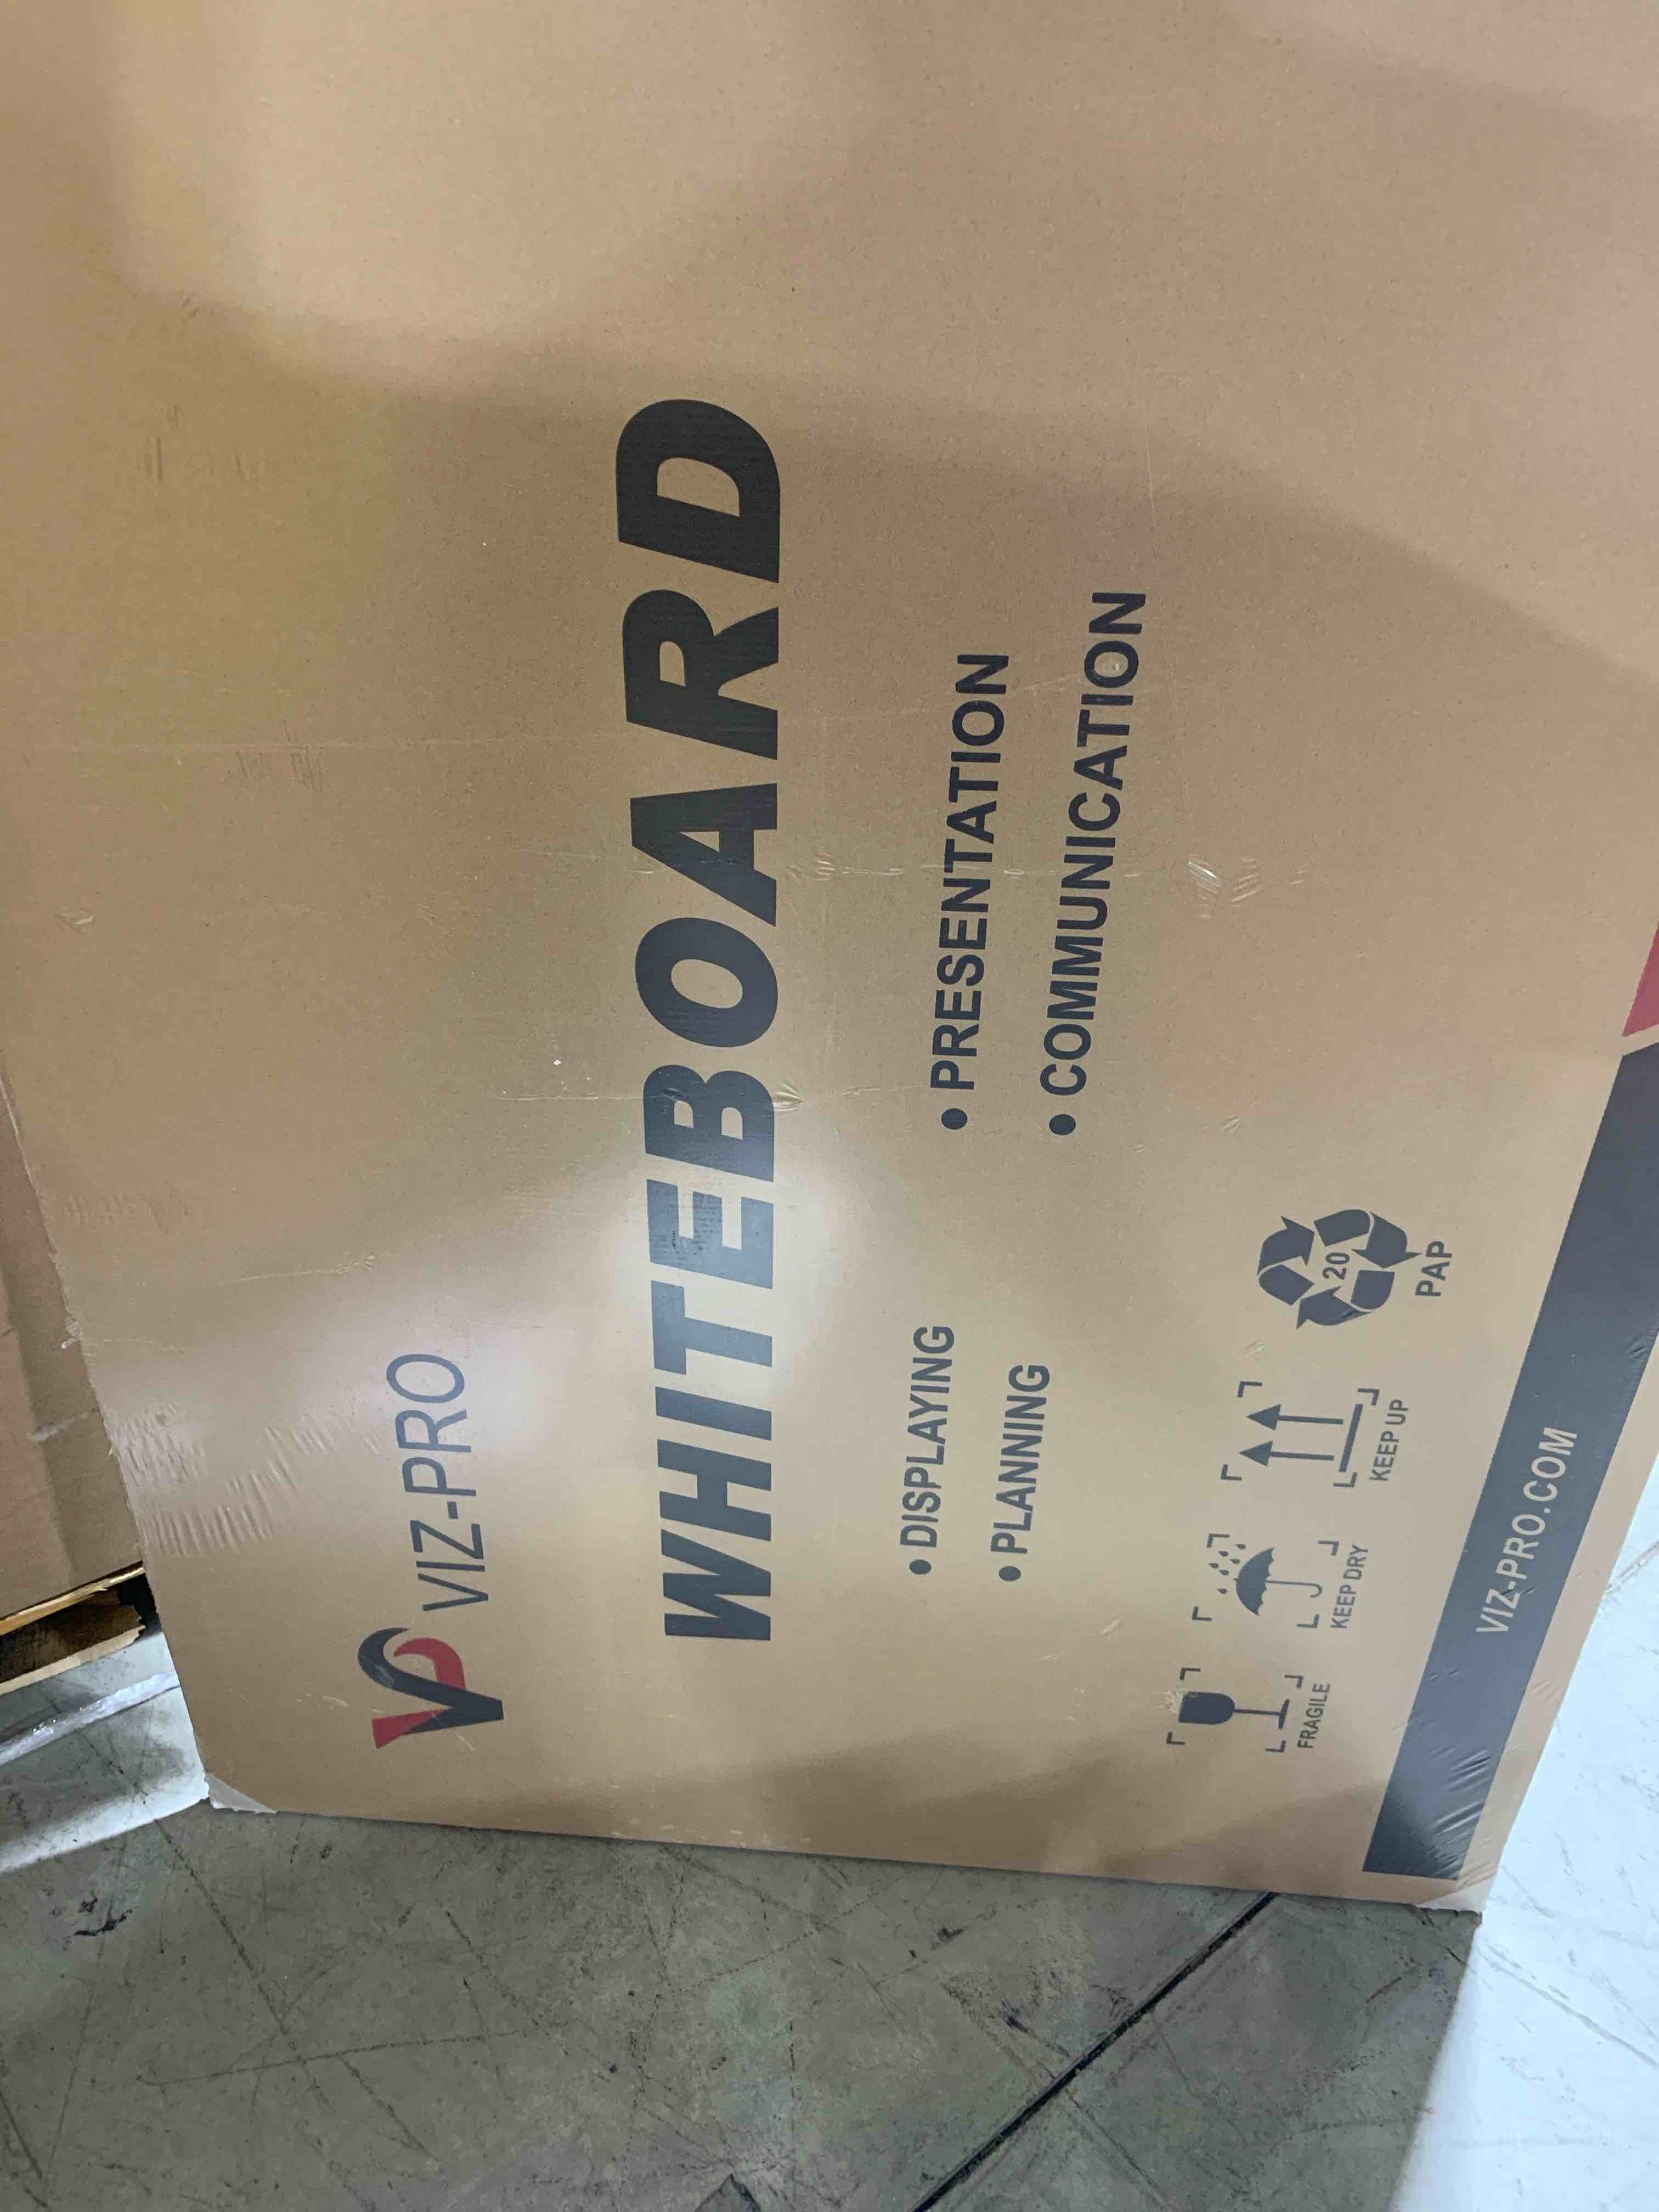 VIZ-PRO
WHITEBOARD
• DISPLAYING
• PLANNING
• PRESENTATION
• COMMUNICATION
FRAGILE
KEEP DRY
KEEP UP
20
PAP
VIZ-PRO.COM